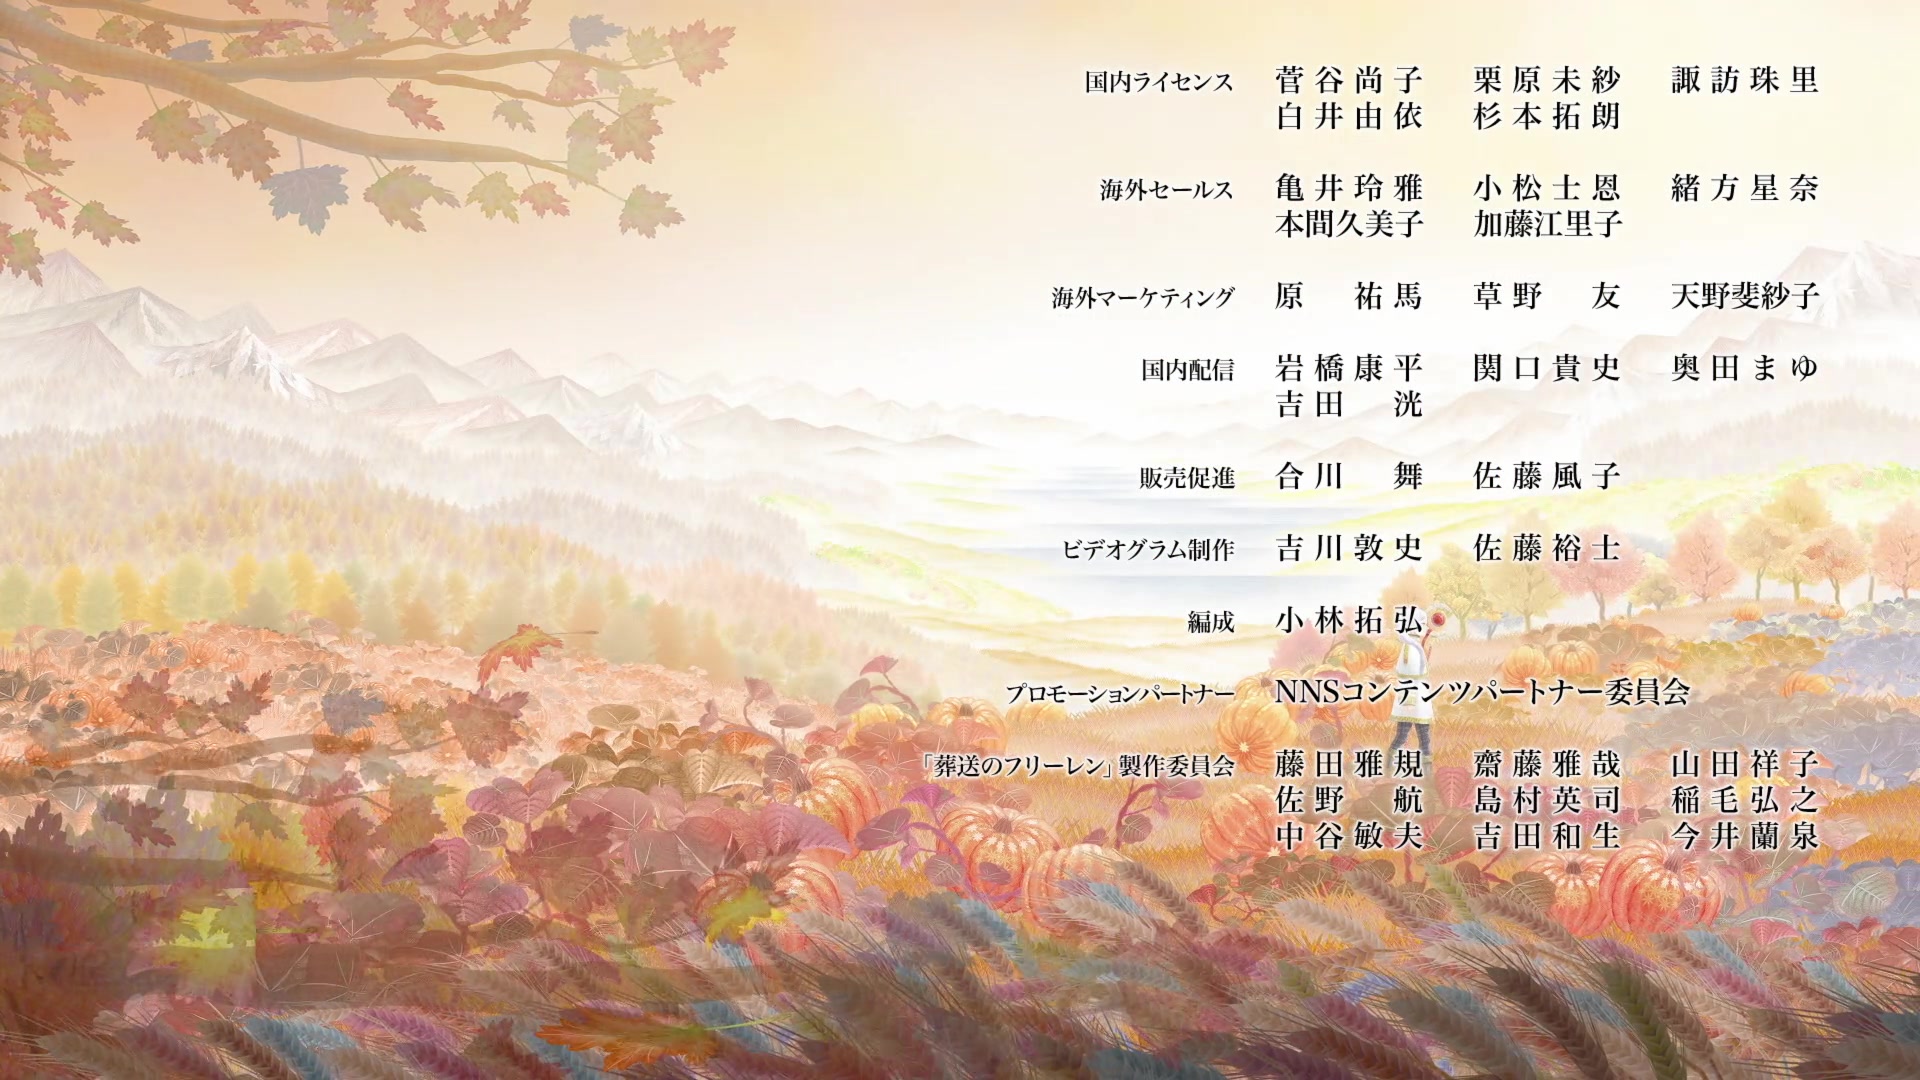 国内ライセンス 菅谷尚子 栗原未紗 諏訪珠里
白井由依 杉本拓朗
海外セールス 亀井玲雅 小松士恩 緒方星奈
本間久美子 加藤江里子
海外マーケティング 原 祐馬 草野 友 天野斐紗子
国内配信 岩橋康平 関口貴史 奥田まゆ
吉田 洸
販売促進 合川 舞 佐藤風子
ビデオグラム制作 吉川敦史 佐藤裕士
編成 小林拓弘
プロモーションパートナー NNSコンテンツパートナー委員会
「葬送のフリーレン」製作委員会 藤田雅規 齋藤雅哉 山田祥子
佐野 航 島村英司 稲毛弘之
中谷敏夫 吉田和生 今井蘭泉